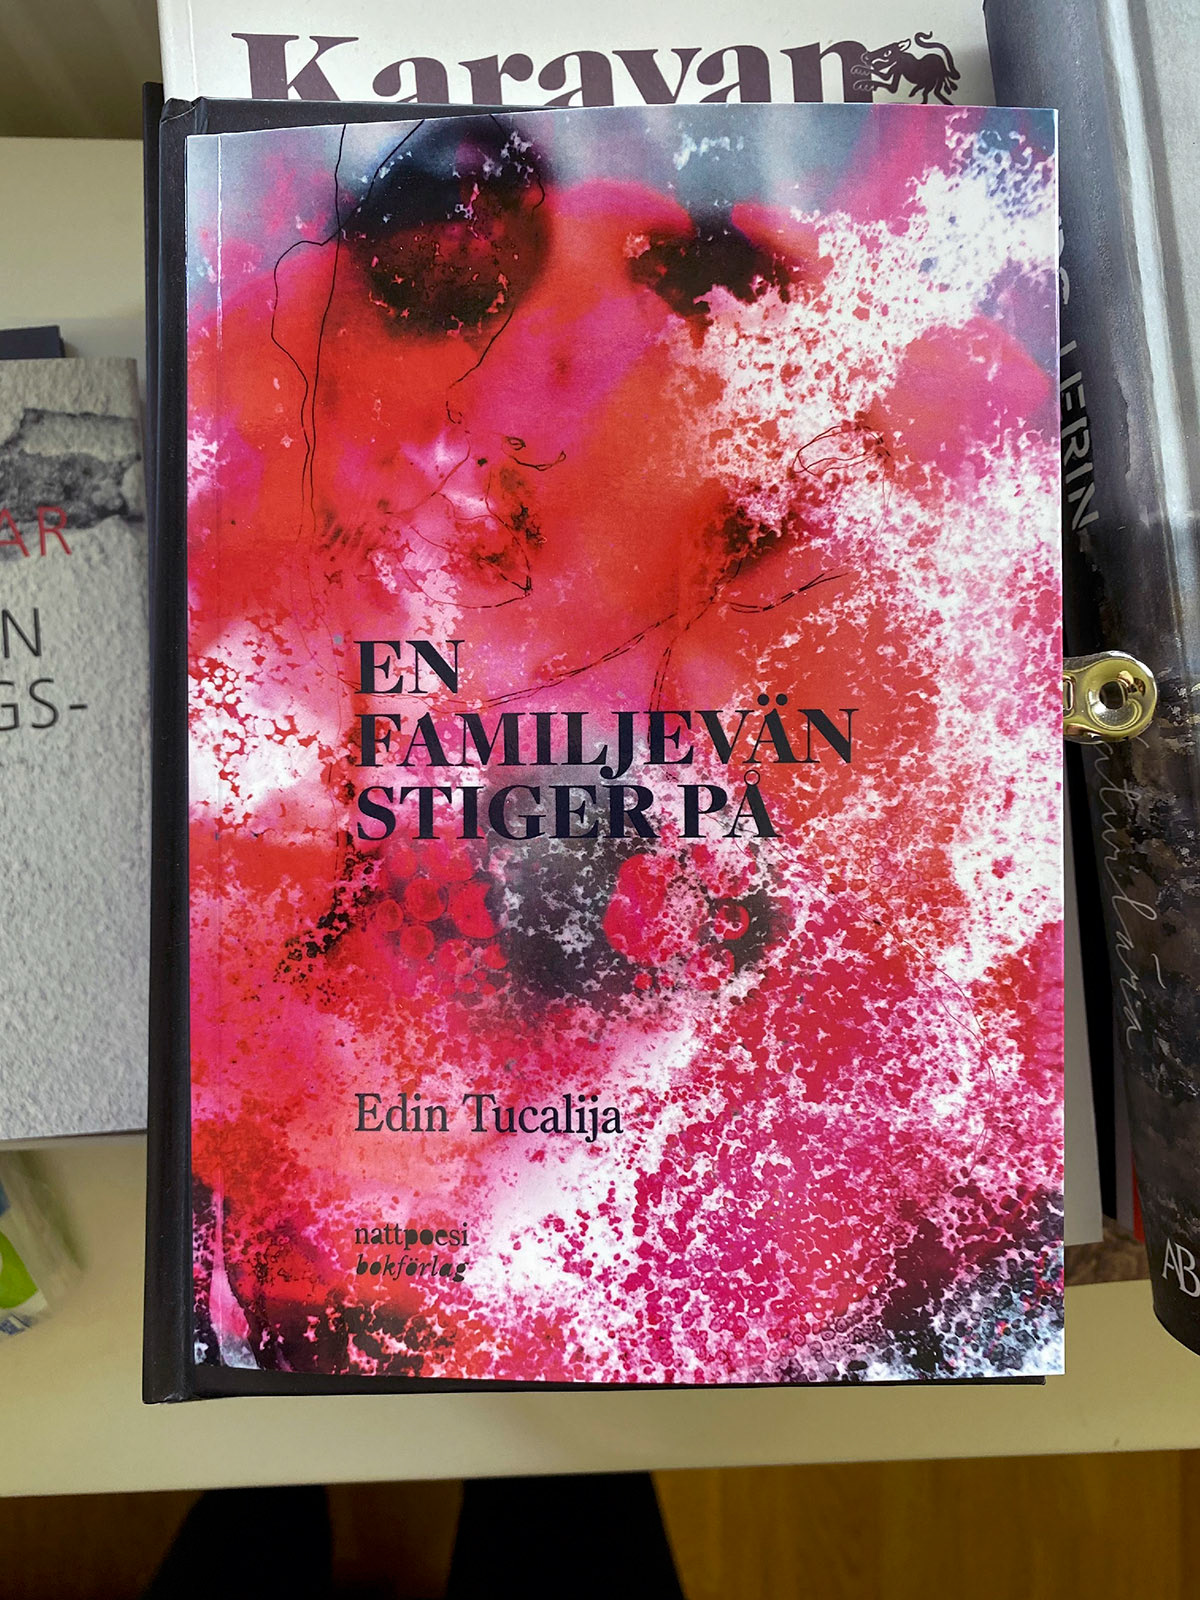 Karavan
EN
FAMILJEVÄN
STIGER PÅ
Edin Tucalija
nattpoesi
bokförlag
AR
N
GS-
AB